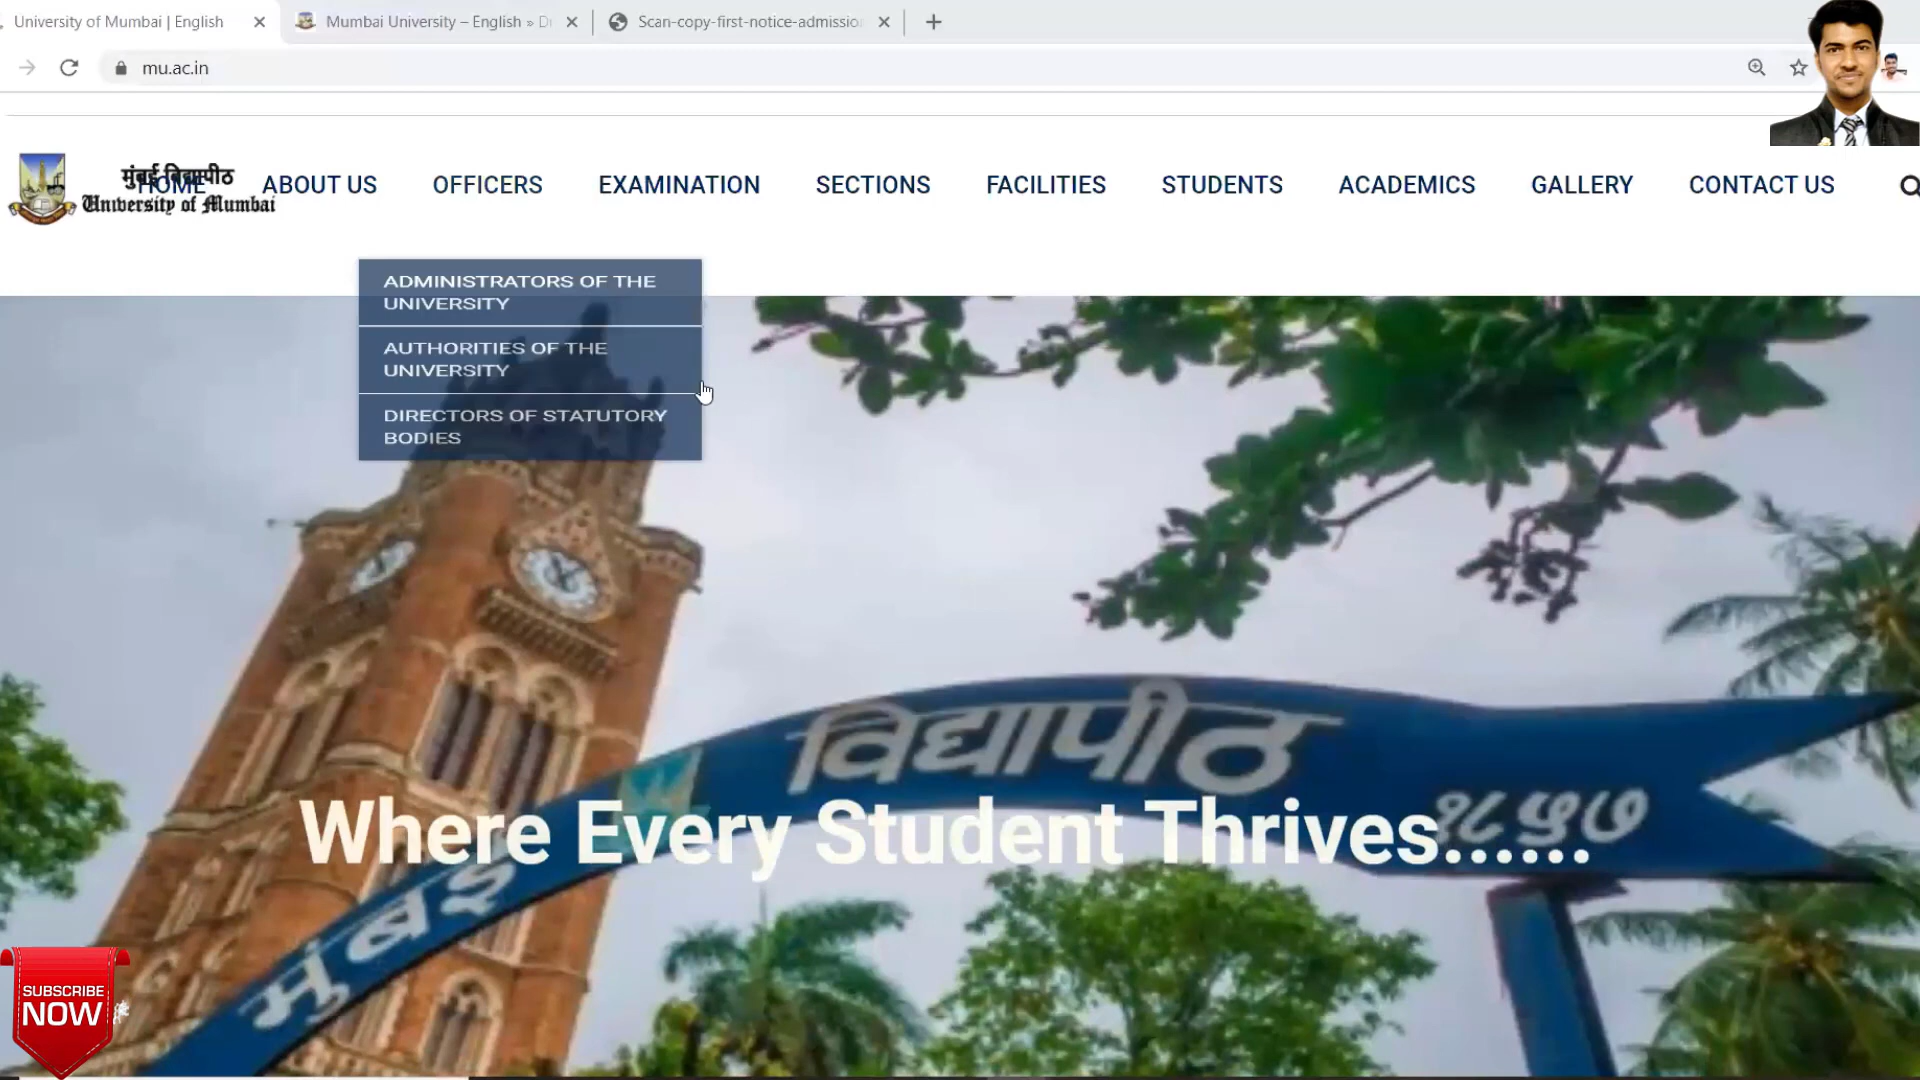 University of Mumbai | English
Mumbai University – English » D
Scan-copy-first-notice-admissio
mu.ac.in
मुंबई विद्यापीठ
University of Mumbai
HOME
ABOUT US
OFFICERS
EXAMINATION
SECTIONS
FACILITIES
STUDENTS
ACADEMICS
GALLERY
CONTACT US
ADMINISTRATORS OF THE
UNIVERSITY
AUTHORITIES OF THE
UNIVERSITY
DIRECTORS OF STATUTORY
BODIES
विद्यापीठ
१८५७
Where Every Student Thrives......
मुंबई
SUBSCRIBE
NOW